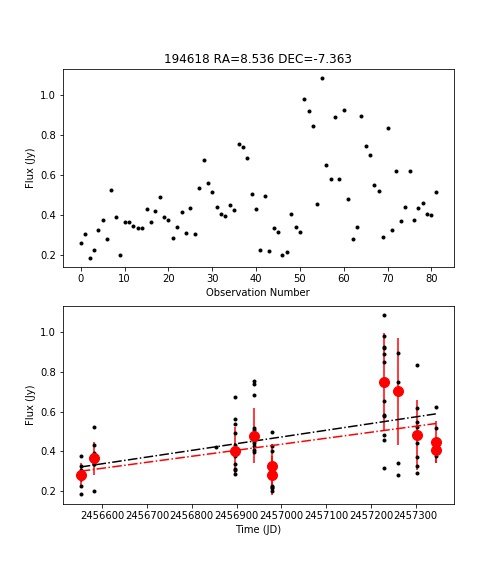 194618 RA=8.536 DEC=-7.363
1.0
0.8
0.6
0.4
0.2
Flux (Jy)
0 10 20 30 40 50 60 70 80
Observation Number
1.0
0.8
0.6
0.4
0.2
Flux (Jy)
2456600 2456700 2456800 2456900 2457000 2457100 2457200 2457300
Time (JD)